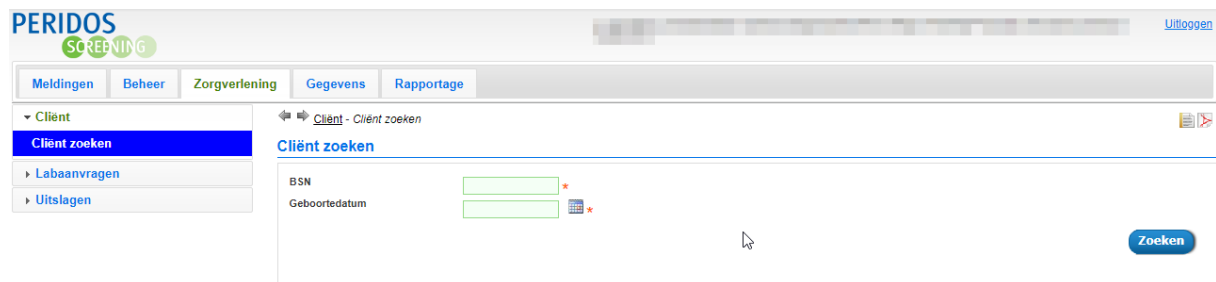 PERIDOS
SCREENING
Uitloggen
Meldingen Beheer Zorgverlening Gegevens Rapportage
Cliënt
Cliënt zoeken
Labaanvragen
Uitslagen
Cliënt - Cliënt zoeken
Cliënt zoeken
BSN *
Geboortedatum *
Zoeken